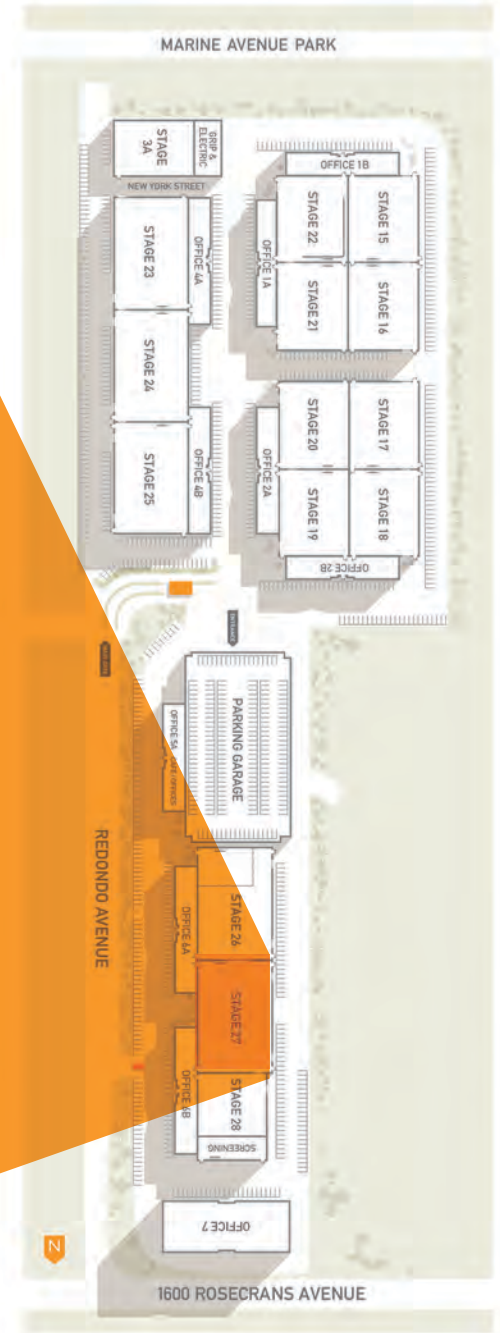 MARINE AVENUE PARK
STAGE
3A
GRIP &
ELECTRIC
NEW YORK STREET
OFFICE 1B
STAGE 23
OFFICE 4A
OFFICE 1A
STAGE 22
STAGE 15
STAGE 21
STAGE 16
STAGE 24
STAGE 25
OFFICE 4B
OFFICE 2A
STAGE 20
STAGE 17
STAGE 19
STAGE 18
OFFICE 2B
ENTRANCE
PARKING GARAGE
OFFICE 5A
REDONDO AVENUE
STAGE 26
OFFICE 6A
STAGE 27
OFFICE 6B
STAGE 28
SCREENING
OFFICE 7
N
1600 ROSECRANS AVENUE